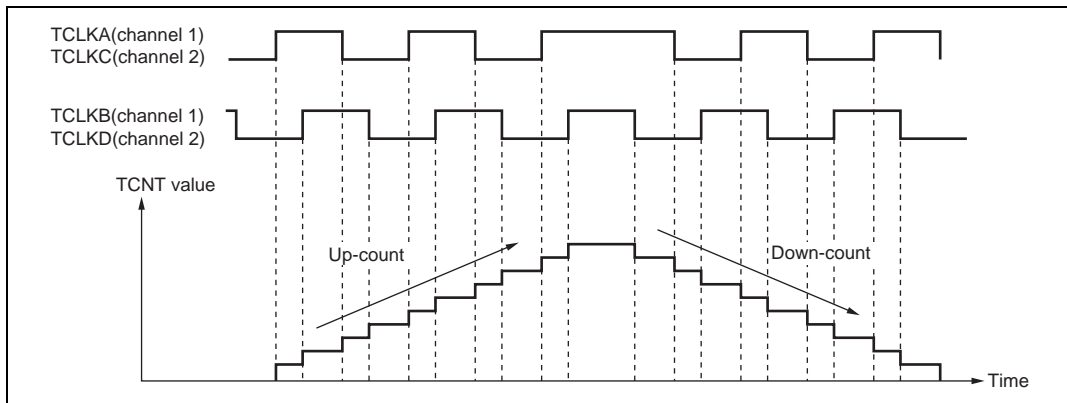 TCLKA(channel 1)
TCLKC(channel 2)
TCLKB(channel 1)
TCLKD(channel 2)
TCNT value
Up-count
Down-count
Time